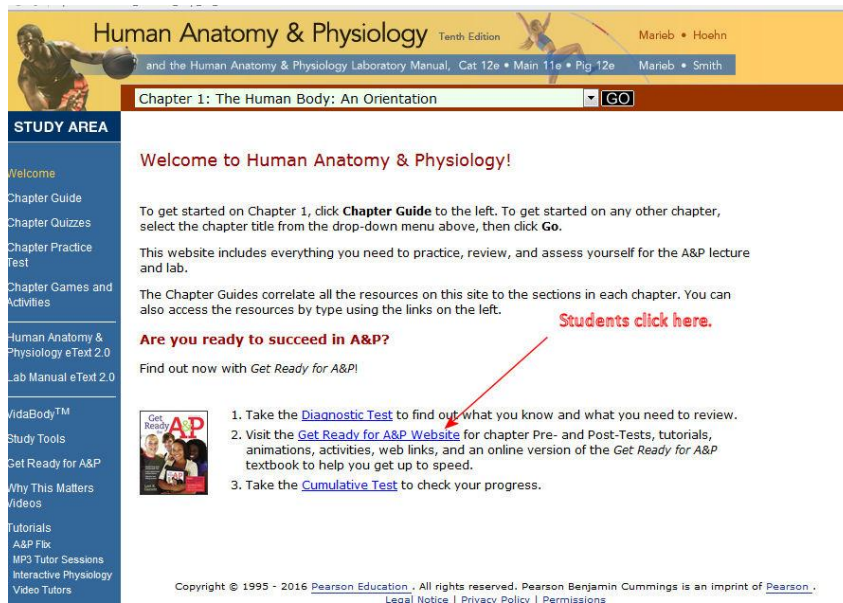 Human Anatomy & Physiology Tenth Edition Marieb • Hoehn
and the Human Anatomy & Physiology Laboratory Manual, Cat 12e • Main 11e • Pig 12e Marieb • Smith
Chapter 1: The Human Body: An Orientation GO
STUDY AREA
Welcome
Chapter Guide
Chapter Quizzes
Chapter Practice
Test
Chapter Games and
Activities
Human Anatomy &
Physiology eText 2.0
Lab Manual eText 2.0
VidaBody™
Study Tools
Get Ready for A&P
Why This Matters
Videos
Tutorials
A&P Flix
MP3 Tutor Sessions
Interactive Physiology
Video Tutors
Welcome to Human Anatomy & Physiology!
To get started on Chapter 1, click Chapter Guide to the left. To get started on any other chapter,
select the chapter title from the drop-down menu above, then click Go.
This website includes everything you need to practice, review, and assess yourself for the A&P lecture
and lab.
The Chapter Guides correlate all the resources on this site to the sections in each chapter. You can
also access the resources by type using the links on the left.
Students click here.
Are you ready to succeed in A&P?
Find out now with Get Ready for A&P!
Get
Ready
for
A&P
1. Take the Diagnostic Test to find out what you know and what you need to review.
2. Visit the Get Ready for A&P Website for chapter Pre- and Post-Tests, tutorials,
animations, activities, web links, and an online version of the Get Ready for A&P
textbook to help you get up to speed.
3. Take the Cumulative Test to check your progress.
Copyright © 1995 - 2016 Pearson Education . All rights reserved. Pearson Benjamin Cummings is an imprint of Pearson .
Legal Notice | Privacy Policy | Permissions